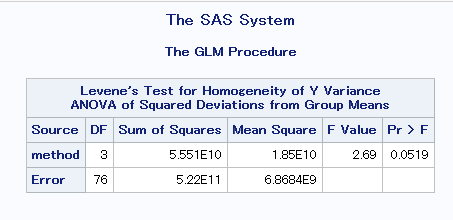 The SAS System
The GLM Procedure
Levene's Test for Homogeneity of Y Variance
ANOVA of Squared Deviations from Group Means
Source DF Sum of Squares Mean Square F Value Pr > F
method 3 5.551E10 1.85E10 2.69 0.0519
Error 76 5.22E11 6.8684E9